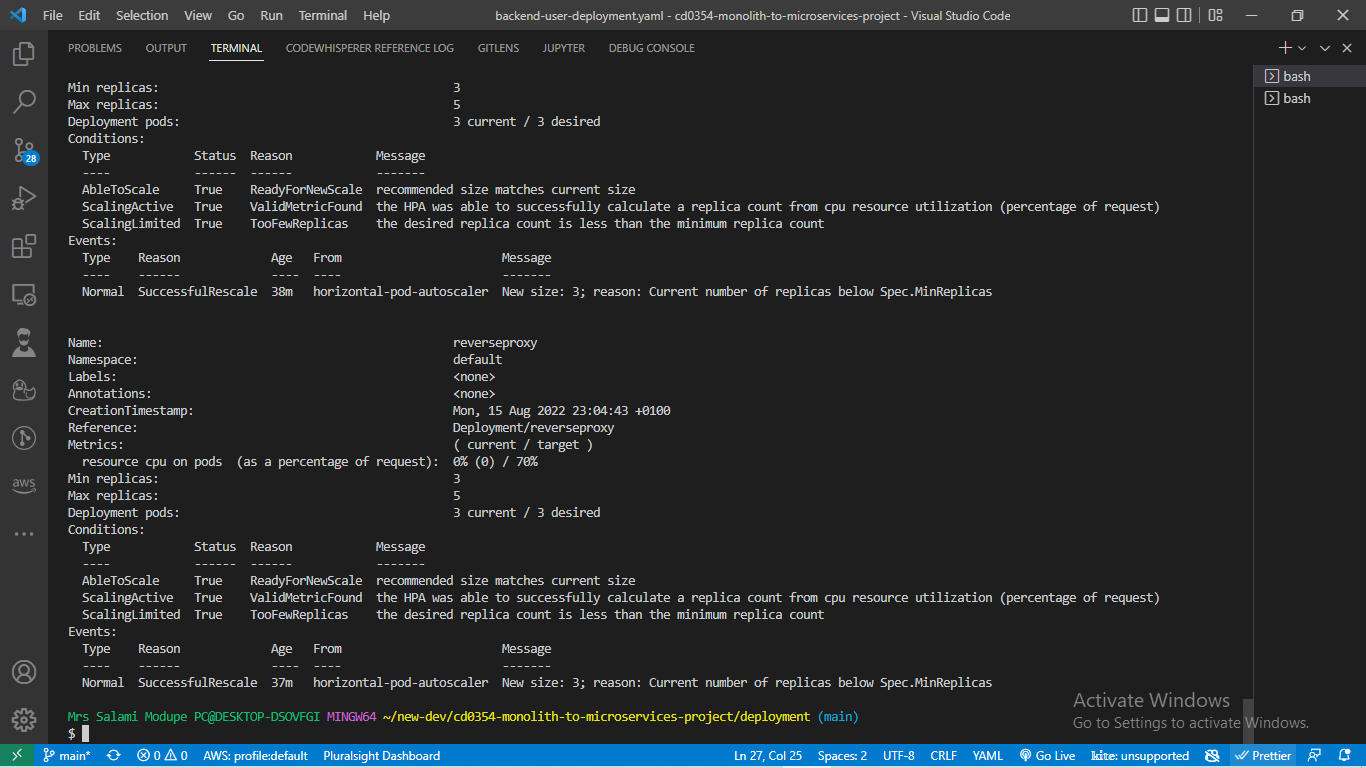 File Edit Selection View Go Run Terminal Help backend-user-deployment.yaml - cd0354-monolith-to-microservices-project - Visual Studio Code
PROBLEMS OUTPUT TERMINAL CODEWHISPERER REFERENCE LOG GITLENS JUPYTER DEBUG CONSOLE
bash
bash
28
aws
Min replicas: 3
Max replicas: 5
Deployment pods: 3 current / 3 desired
Conditions:
Type Status Reason Message
---- ------ ------ -------
AbleToScale True ReadyForNewScale recommended size matches current size
ScalingActive True ValidMetricFound the HPA was able to successfully calculate a replica count from cpu resource utilization (percentage of request)
ScalingLimited True TooFewReplicas the desired replica count is less than the minimum replica count
Events:
Type Reason Age From Message
---- ------ ---- ---- -------
Normal SuccessfulRescale 38m horizontal-pod-autoscaler New size: 3; reason: Current number of replicas below Spec.MinReplicas
Name: reverseproxy
Namespace: default
Labels: <none>
Annotations: <none>
CreationTimestamp: Mon, 15 Aug 2022 23:04:43 +0100
Reference: Deployment/reverseproxy
Metrics: ( current / target )
resource cpu on pods (as a percentage of request): 0% (0) / 70%
Min replicas: 3
Max replicas: 5
Deployment pods: 3 current / 3 desired
Conditions:
Type Status Reason Message
---- ------ ------ -------
AbleToScale True ReadyForNewScale recommended size matches current size
ScalingActive True ValidMetricFound the HPA was able to successfully calculate a replica count from cpu resource utilization (percentage of request)
ScalingLimited True TooFewReplicas the desired replica count is less than the minimum replica count
Events:
Type Reason Age From Message
---- ------ ---- ---- -------
Normal SuccessfulRescale 37m horizontal-pod-autoscaler New size: 3; reason: Current number of replicas below Spec.MinReplicas
Mrs Salami Modupe PC@DESKTOP-DSOVFGI MINGW64 ~/new-dev/cd0354-monolith-to-microservices-project/deployment (main)
$
Activate Windows
Go to Settings to activate Windows.
main* 0 0 AWS: profile:default Pluralsight Dashboard Ln 27, Col 25 Spaces: 2 UTF-8 CRLF YAML Go Live kite: unsupported Prettier